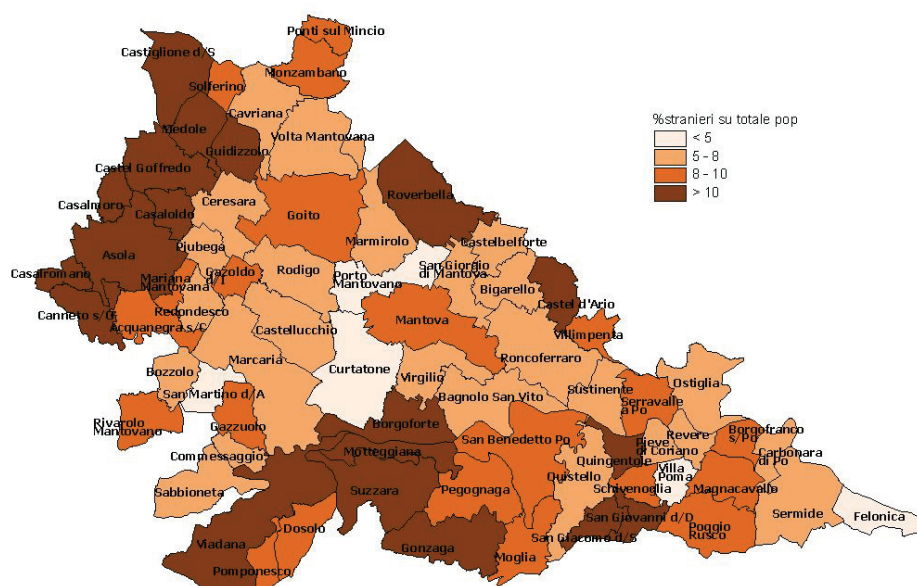 Ponti sul Mincio
Castiglione d/S
Solferino
Monzambano
Cavriana
%stranieri su totale pop
< 5
5 - 8
8 - 10
> 10
Medole
Volta Mantovana
Guidizzolo
Castel Goffredo
Roverbella
Casalmoro
Casaloldo
Ceresara
Goito
Marmirolo
Castelbelforte
Asola
Piubega
Casalromano
Mariana
Mantovana
Gazoldo
d/I
Rodigo
Porto
Mantovano
San Giorgio
di Mantova
Bigarello
Castel d'Ario
Canneto s/O
Acquanegra s/C
Redondesco
Castellucchio
Mantova
Villimpenta
Marcaria
Curtatone
Roncoferraro
Bozzolo
San Martino d/A
Virgilio
Bagnolo San Vito
Sustinente
Serravalle
a Po
Ostiglia
Rivarolo
Mantovano
Gazzuolo
Borgoforte
San Benedetto Po
Pieve
di Coriano
Revere
Borgofranco
s/Po
Carbonara
di Po
Commessaggio
Motteggiana
Quingentole
Villa
Poma
Sabbioneta
Suzzara
Pegognaga
Quistello
Schivenoglia
Magnacavallo
Sermide
Felonica
Viadana
Dosolo
Pomponesco
Gonzaga
Moglia
San Giacomo d/S
San Giovanni d/D
Poggio
Rusco